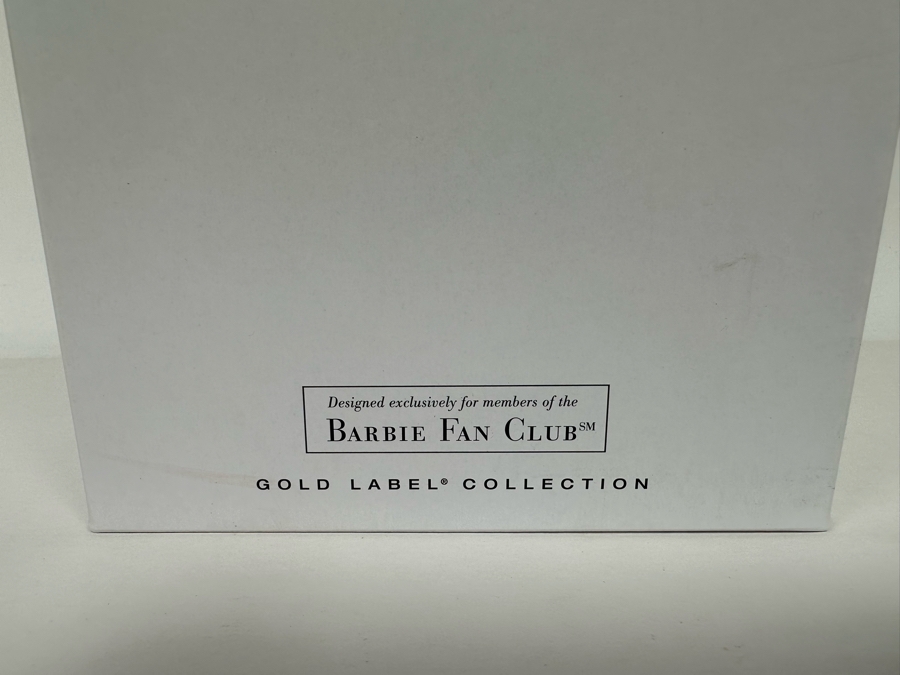 Designed exclusively for members of the
BARBIE FAN CLUB℠
GOLD LABEL® COLLECTION